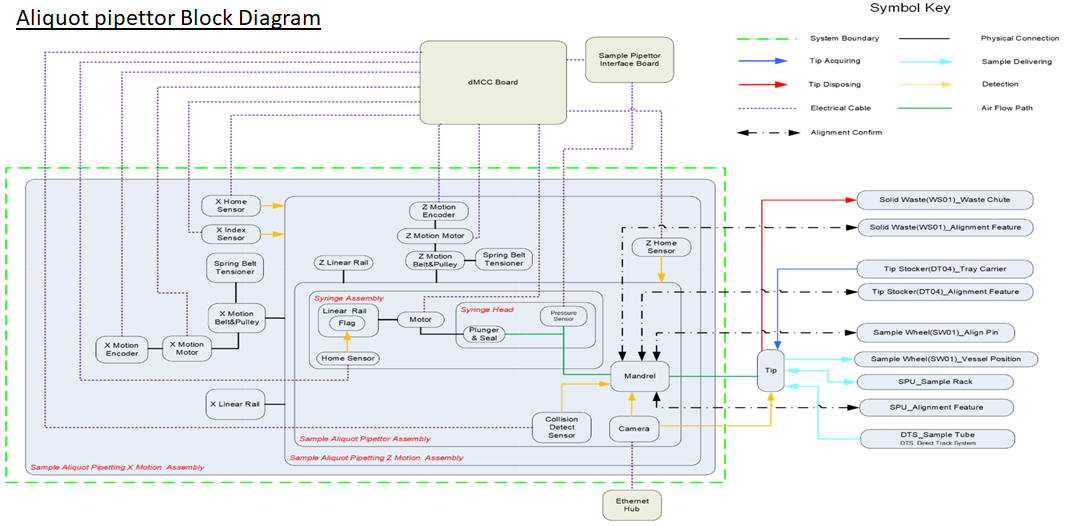 Aliquot pipettor Block Diagram
Symbol Key
System Boundary
Physical Connection
Tip Acquiring
Sample Delivering
Tip Disposing
Detection
Electrical Cable
Air Flow Path
Alignment Confirm
dMCC Board
Sample Pipettor
Interface Board
X Home
Sensor
X Index
Sensor
Spring Belt
Tensioner
X Motion
Belt&Pulley
X Motion
Encoder
X Motion
Motor
X Linear Rail
Z Motion
Encoder
Z Motion Motor
Z Motion
Belt&Pulley
Spring Belt
Tensioner
Z Linear Rail
Z Home
Sensor
Syringe Assembly
Linear Rail
Flag
Motor
Home Sensor
Syringe Head
Pressure
Sensor
Plunger
& Seal
Mandrel
Collision
Detect
Sensor
Camera
Tip
Sample Aliquot Pipettor Assembly
Sample Aliquot Pipetting Z Motion Assembly
Sample Aliquot Pipetting X Motion Assembly
Ethernet
Hub
Solid Waste(WS01)_Waste Chute
Solid Waste(WS01)_Alignment Feature
Tip Stocker(DT04)_Tray Carrier
Tip Stocker(DT04)_Alignment Feature
Sample Wheel(SW01)_Align Pin
Sample Wheel(SW01)_Vessel Position
SPU_Sample Rack
SPU_Alignment Feature
DTS_Sample Tube
DTS: Direct Track System